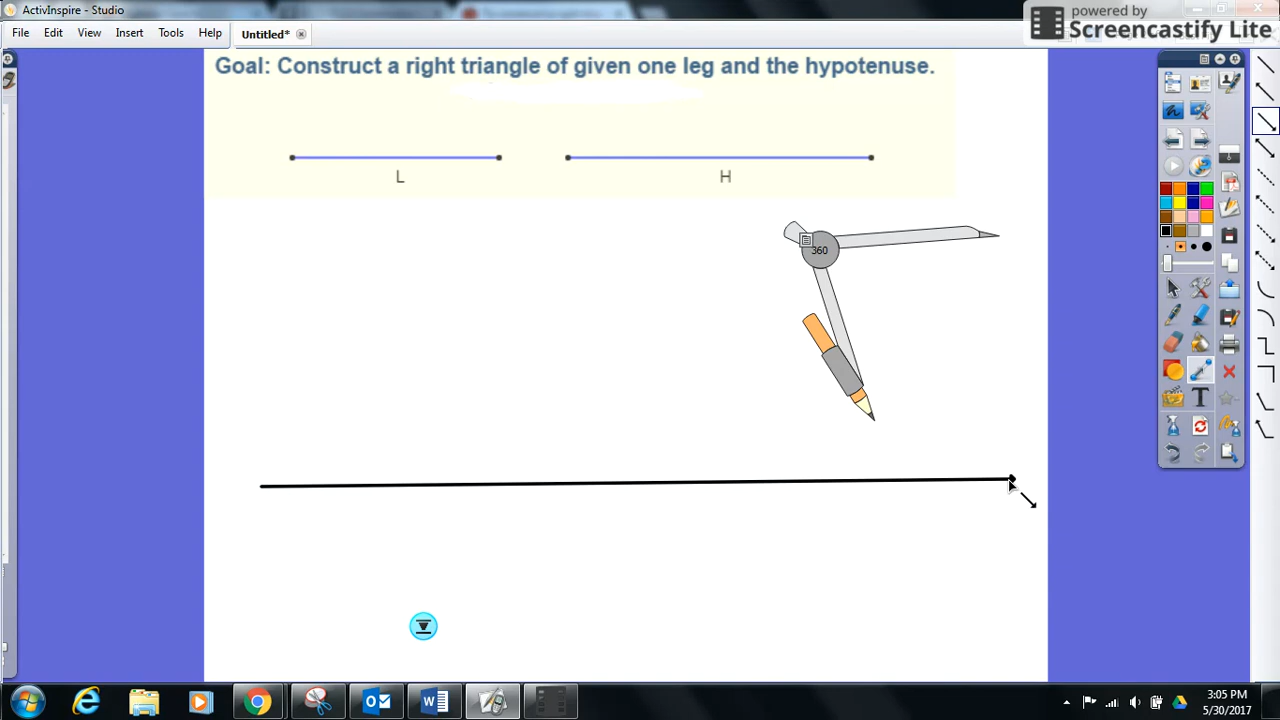 ActivInspire - Studio
powered by
Screencastify Lite
File Edit View Insert Tools Help
Untitled*
Goal: Construct a right triangle of given one leg and the hypotenuse.
L H
360
T
3:05 PM
5/30/2017